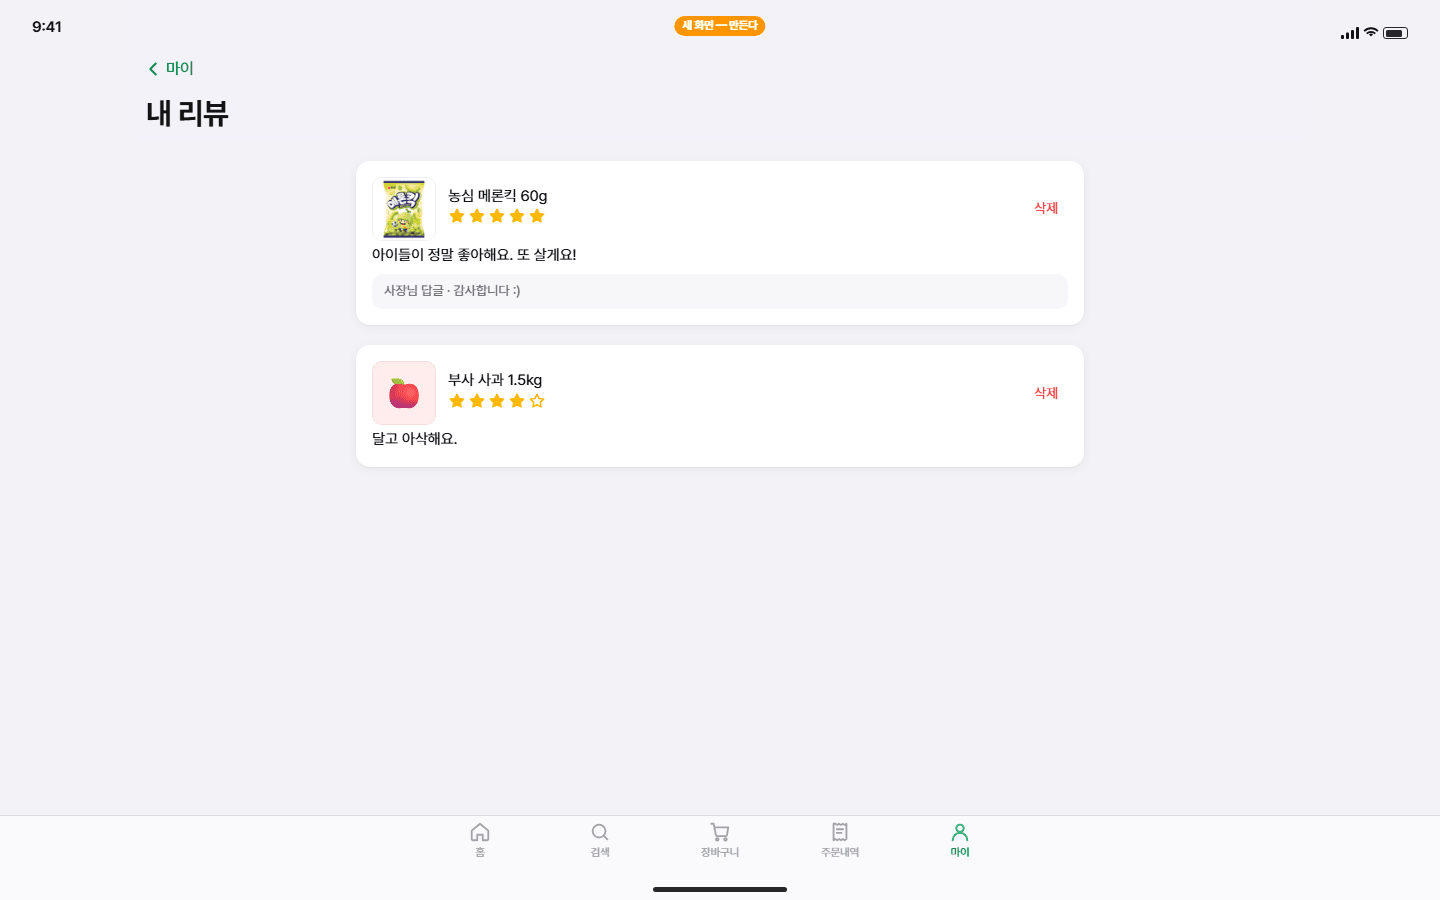 9:41
새 화면 — 만든다
마이
내 리뷰
메론킥
농심 메론킥 60g
삭제
아이들이 정말 좋아해요. 또 살게요!
사장님 답글 · 감사합니다 :)
부사 사과 1.5kg
삭제
달고 아삭해요.
홈
검색
장바구니
주문내역
마이